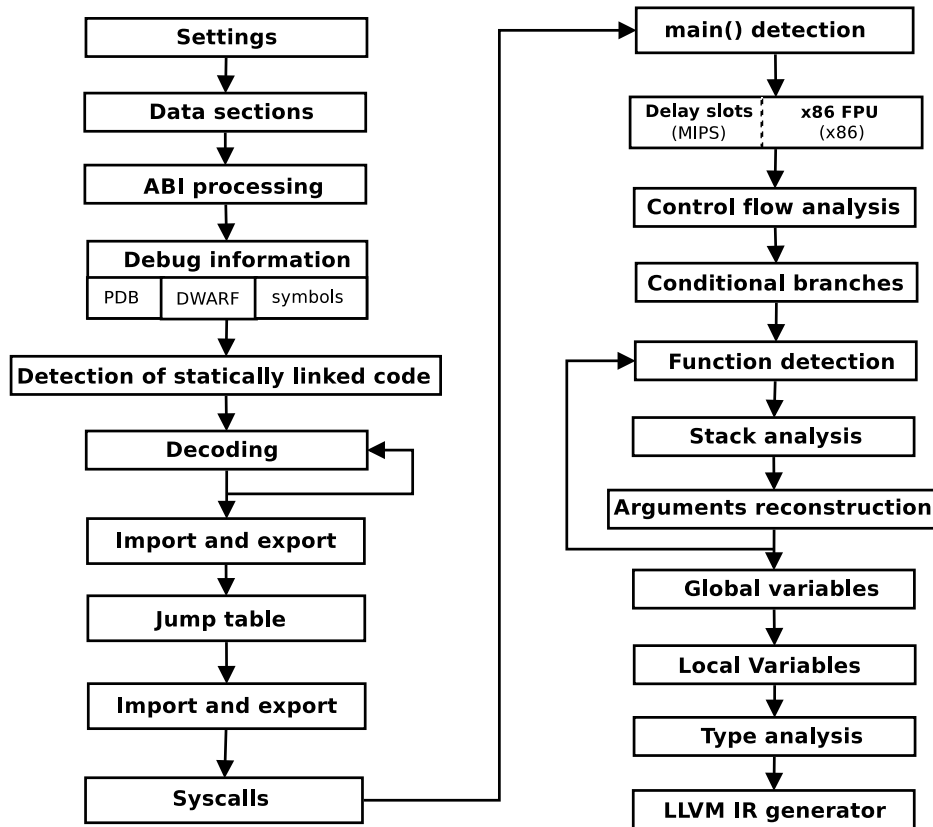 Settings
Data sections
ABI processing
Debug information
PDB
DWARF
symbols
Detection of statically linked code
Decoding
Import and export
Jump table
Import and export
Syscalls
main() detection
Delay slots
(MIPS)
x86 FPU
(x86)
Control flow analysis
Conditional branches
Function detection
Stack analysis
Arguments reconstruction
Global variables
Local Variables
Type analysis
LLVM IR generator